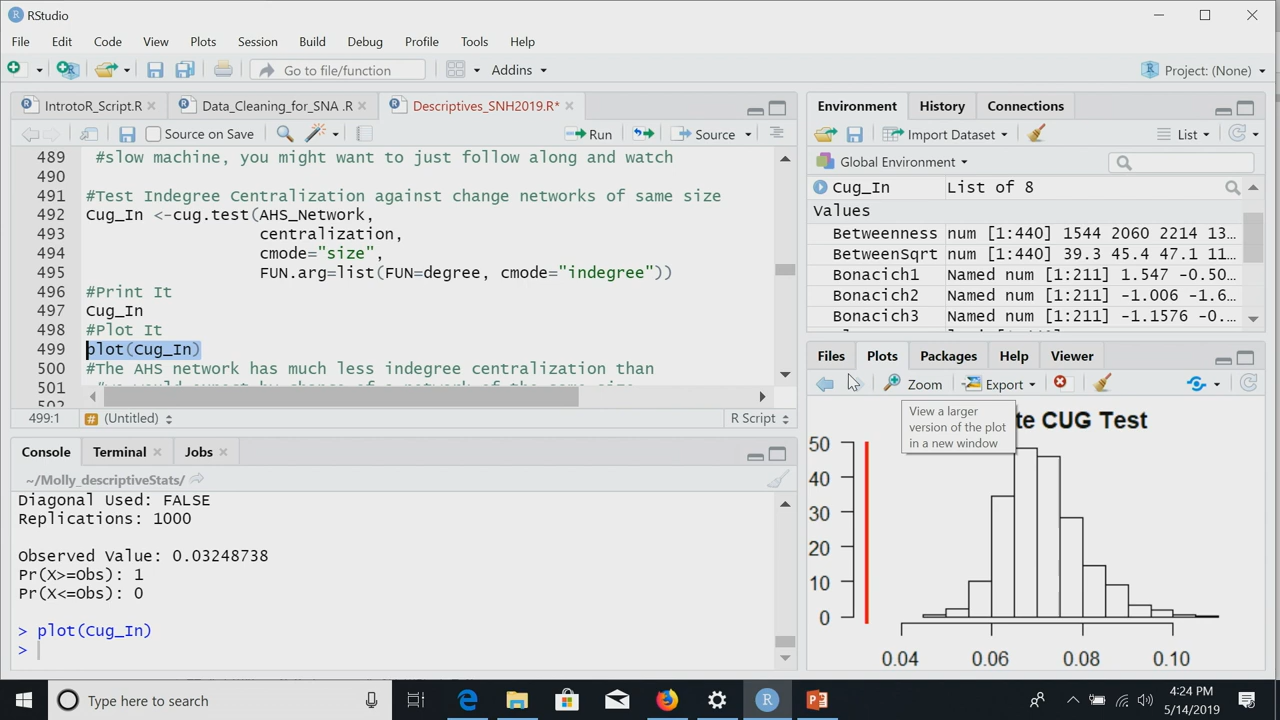 RStudio
File Edit Code View Plots Session Build Debug Profile Tools Help
Go to file/function Addins Project: (None)
IntrotoR_Script.R Data_Cleaning_for_SNA .R Descriptives_SNH2019.R*
Source on Save Run Source
489 #slow machine, you might want to just follow along and watch
490
491 #Test Indegree Centralization against change networks of same size
492 Cug_In <-cug.test(AHS_Network,
493 centralization,
494 cmode="size",
495 FUN.arg=list(FUN=degree, cmode="indegree"))
496 #Print It
497 Cug_In
498 #Plot It
499 plot(Cug_In)
500 #The AHS network has much less indegree centralization than
501
499:1 (Untitled) R Script
Console Terminal Jobs
~/Molly_descriptiveStats/
Diagonal Used: FALSE
Replications: 1000
Observed Value: 0.03248738
Pr(X>=Obs): 1
Pr(X<=Obs): 0
> plot(Cug_In)
>
Environment History Connections
Import Dataset List
Global Environment
Cug_In List of 8
Values
Betweenness num [1:440] 1544 2060 2214 13...
BetweenSqrt num [1:440] 39.3 45.4 47.1 11...
Bonacich1 Named num [1:211] 1.547 -0.50...
Bonacich2 Named num [1:211] -1.006 -1.6...
Bonacich3 Named num [1:211] -1.1576 -0....
Files Plots Packages Help Viewer
Zoom Export
View a larger
version of the plot
in a new window
te CUG Test
50
40
30
20
10
0
0.04 0.06 0.08 0.10
Type here to search
4:24 PM
5/14/2019